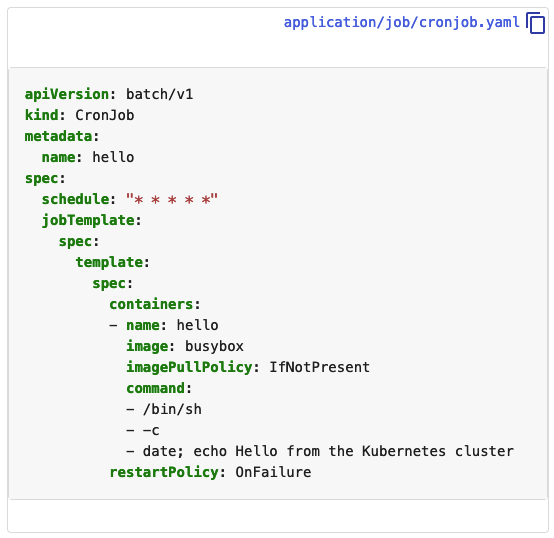 application/job/cronjob.yaml
apiVersion: batch/v1
kind: CronJob
metadata:
  name: hello
spec:
  schedule: "* * * * *"
  jobTemplate:
    spec:
      template:
        spec:
          containers:
          - name: hello
            image: busybox
            imagePullPolicy: IfNotPresent
            command:
            - /bin/sh
            - -c
            - date; echo Hello from the Kubernetes cluster
          restartPolicy: OnFailure